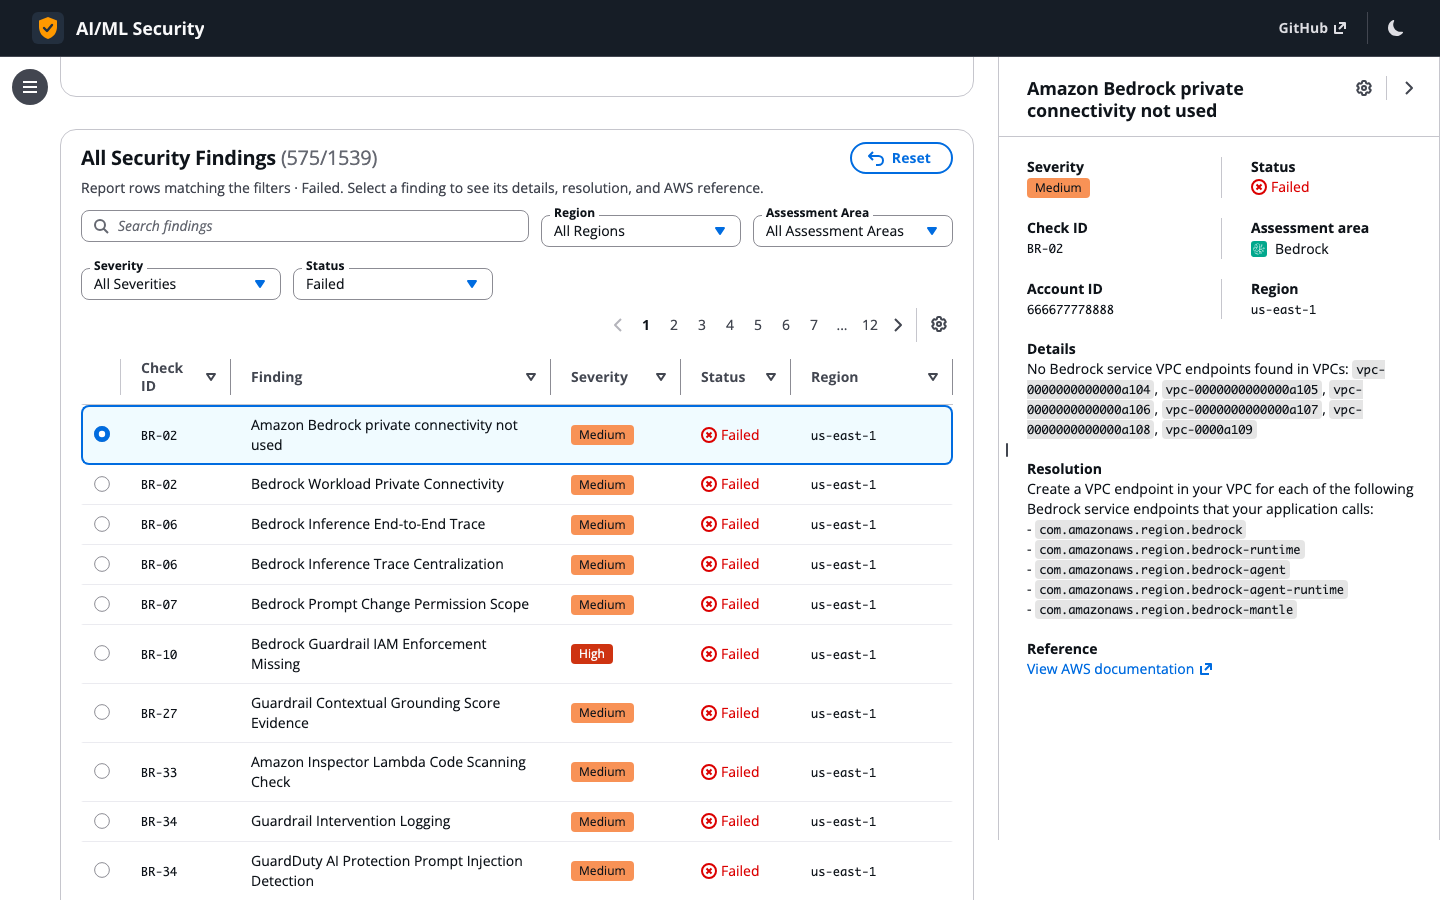 AI/ML Security
GitHub
All Security Findings (575/1539)
Reset
Report rows matching the filters · Failed. Select a finding to see its details, resolution, and AWS reference.
Search findings
Region
All Regions
Assessment Area
All Assessment Areas
Severity
All Severities
Status
Failed
1 2 3 4 5 6 7 ... 12
Check ID Finding Severity Status Region
BR-02 Amazon Bedrock private connectivity not used Medium Failed us-east-1
BR-02 Bedrock Workload Private Connectivity Medium Failed us-east-1
BR-06 Bedrock Inference End-to-End Trace Medium Failed us-east-1
BR-06 Bedrock Inference Trace Centralization Medium Failed us-east-1
BR-07 Bedrock Prompt Change Permission Scope Medium Failed us-east-1
BR-10 Bedrock Guardrail IAM Enforcement Missing High Failed us-east-1
BR-27 Guardrail Contextual Grounding Score Evidence Medium Failed us-east-1
BR-33 Amazon Inspector Lambda Code Scanning Check Medium Failed us-east-1
BR-34 Guardrail Intervention Logging Medium Failed us-east-1
BR-34 GuardDuty AI Protection Prompt Injection Detection Medium Failed us-east-1
Amazon Bedrock private
connectivity not used
Severity
Medium
Status
Failed
Check ID
BR-02
Assessment area
Bedrock
Account ID
666677778888
Region
us-east-1
Details
No Bedrock service VPC endpoints found in VPCs: vpc-
0000000000000a104, vpc-0000000000000a105, vpc-
0000000000000a106, vpc-0000000000000a107, vpc-
0000000000000a108, vpc-0000a109
Resolution
Create a VPC endpoint in your VPC for each of the following
Bedrock service endpoints that your application calls:
- com.amazonaws.region.bedrock
- com.amazonaws.region.bedrock-runtime
- com.amazonaws.region.bedrock-agent
- com.amazonaws.region.bedrock-agent-runtime
- com.amazonaws.region.bedrock-mantle
Reference
View AWS documentation